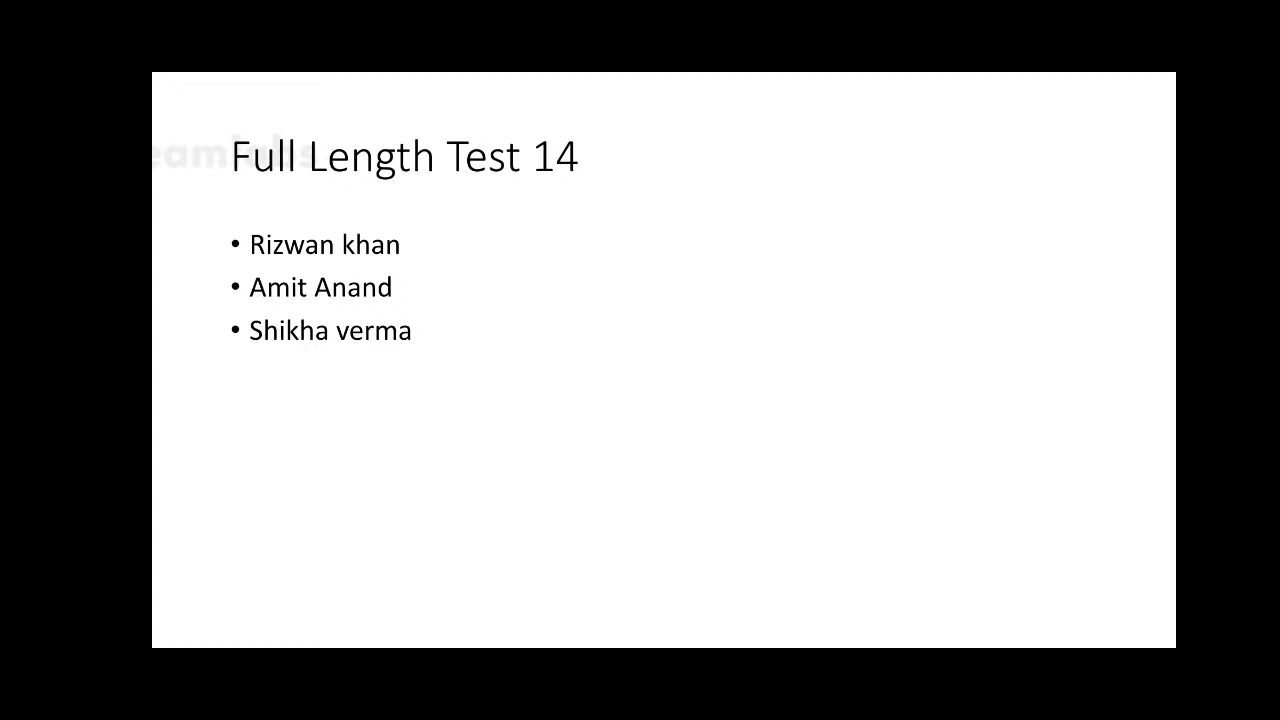 Full Length Test 14
• Rizwan khan
• Amit Anand
• Shikha verma